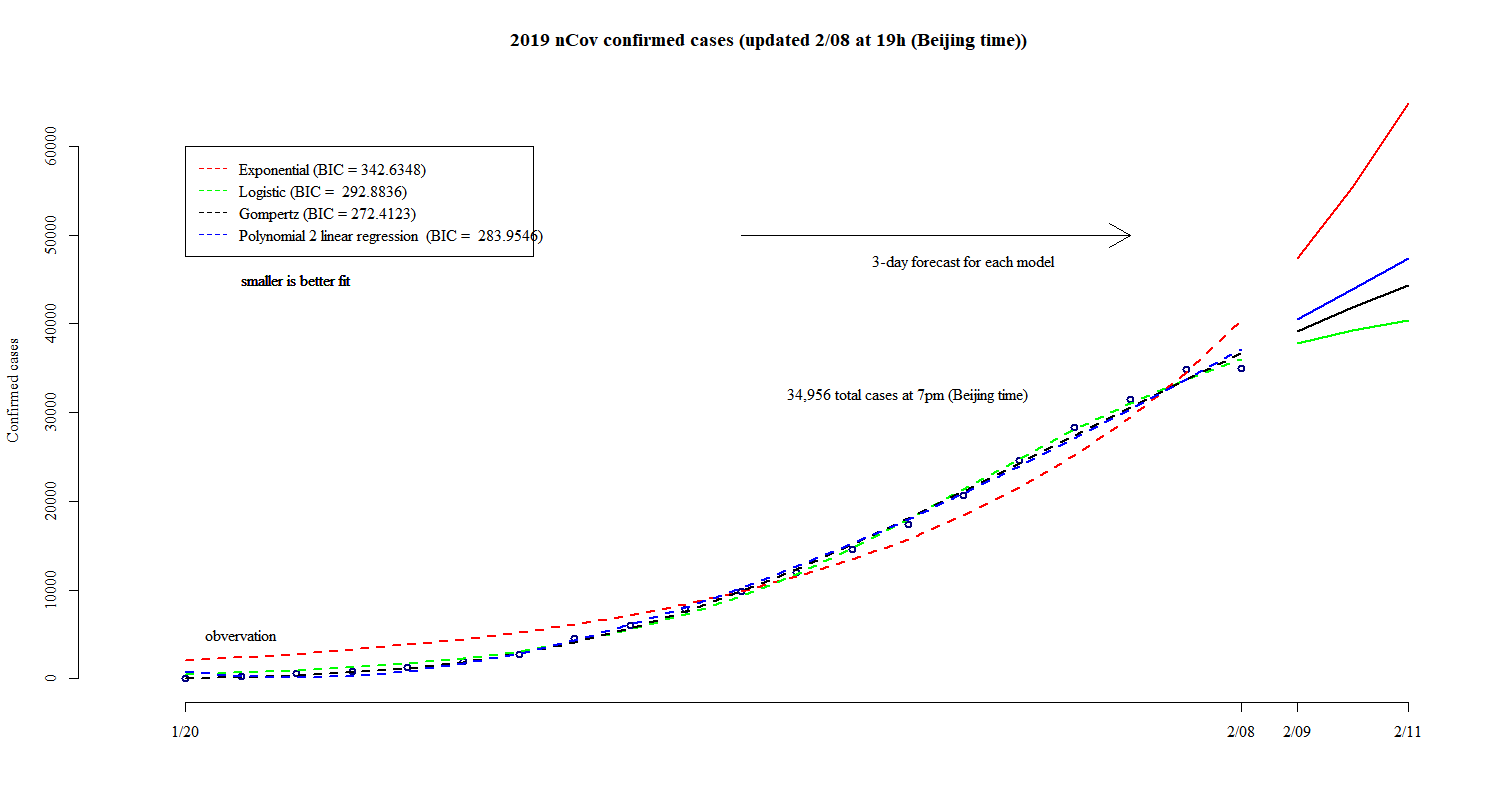 2019 nCov confirmed cases (updated 2/08 at 19h (Beijing time))
60000
50000
40000
30000
20000
10000
0
Confirmed cases
Exponential (BIC = 342.6348)
Logistic (BIC =  292.8836)
Gompertz (BIC = 272.4123)
Polynomial 2 linear regression  (BIC =  283.9546)
smaller is better fit
3-day forecast for each model
34,956 total cases at 7pm (Beijing time)
obvervation
1/20
2/08
2/09
2/11